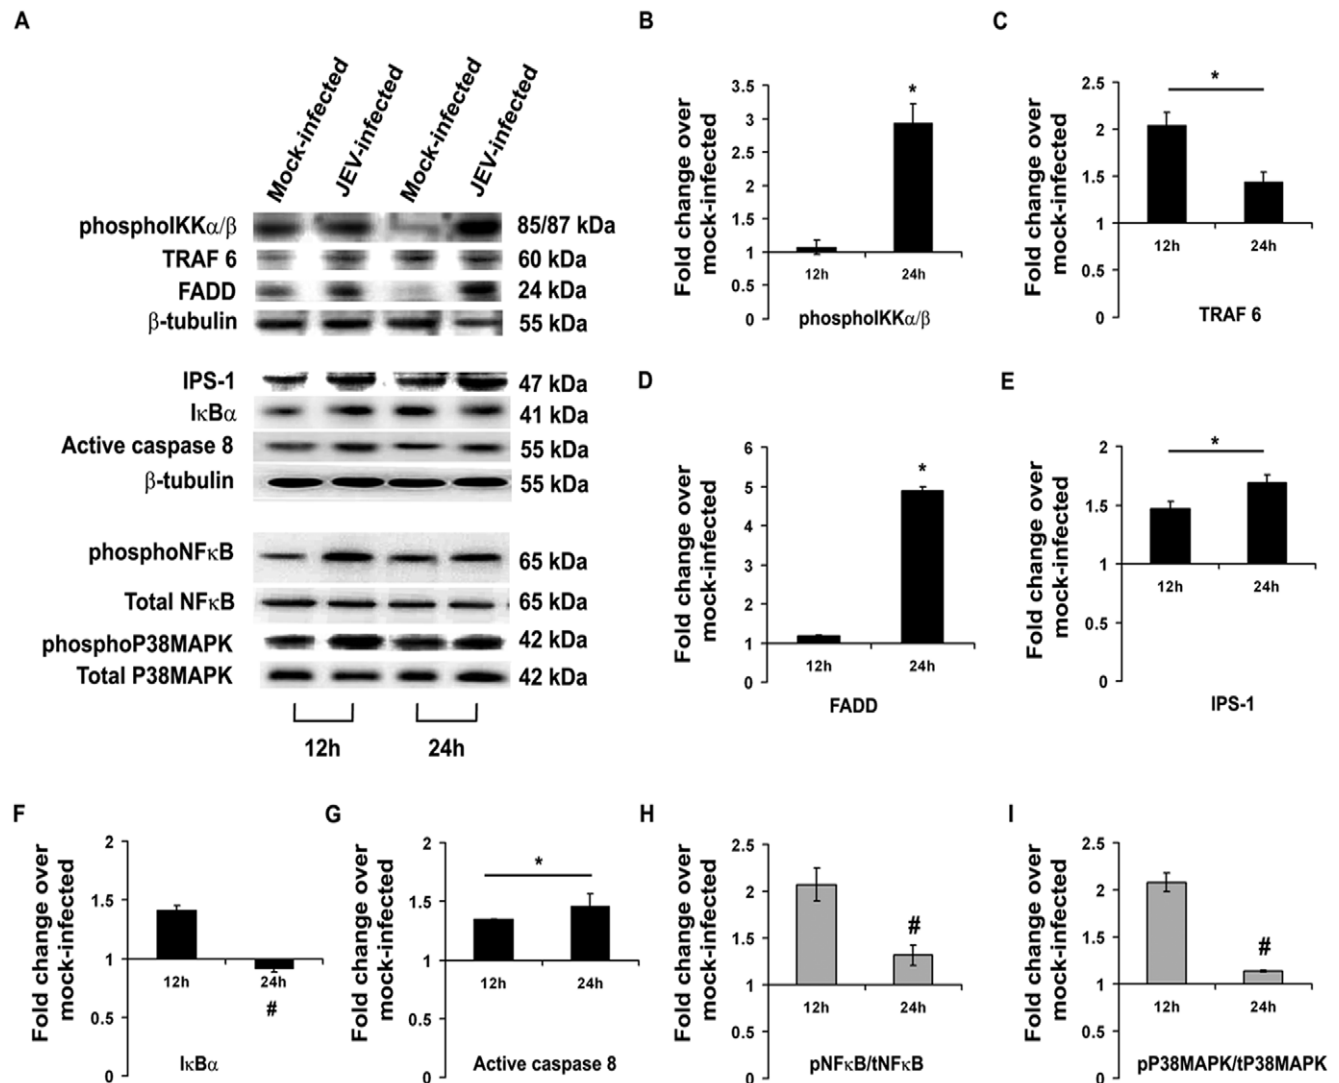 A
Mock-infected
JEV-infected
Mock-infected
JEV-infected
phosphoIKKα/β 85/87 kDa
TRAF 6 60 kDa
FADD 24 kDa
β-tubulin 55 kDa
IPS-1 47 kDa
IκBα 41 kDa
Active caspase 8 55 kDa
β-tubulin 55 kDa
phosphoNFκB 65 kDa
Total NFκB 65 kDa
phosphoP38MAPK 42 kDa
Total P38MAPK 42 kDa
12h 24h
B
Fold change over
mock-infected
3.5
3
2.5
2
1.5
1
0.5
0
*
12h 24h
phosphoIKKα/β
C
Fold change over
mock-infected
2.5
2
1.5
1
0.5
0
*
12h 24h
TRAF 6
D
Fold change over
mock-infected
6
5
4
3
2
1
0
*
12h 24h
FADD
E
Fold change over
mock-infected
2
1.5
1
0.5
0
*
12h 24h
IPS-1
F
Fold change over
mock-infected
2
1.5
1
0.5
0
12h 24h
#
IκBα
G
Fold change over
mock-infected
2
1.5
1
0.5
0
*
12h 24h
Active caspase 8
H
Fold change over
mock-infected
2.5
2
1.5
1
0.5
0
#
12h 24h
pNFκB/tNFκB
I
Fold change over
mock-infected
2.5
2
1.5
1
0.5
0
#
12h 24h
pP38MAPK/tP38MAPK